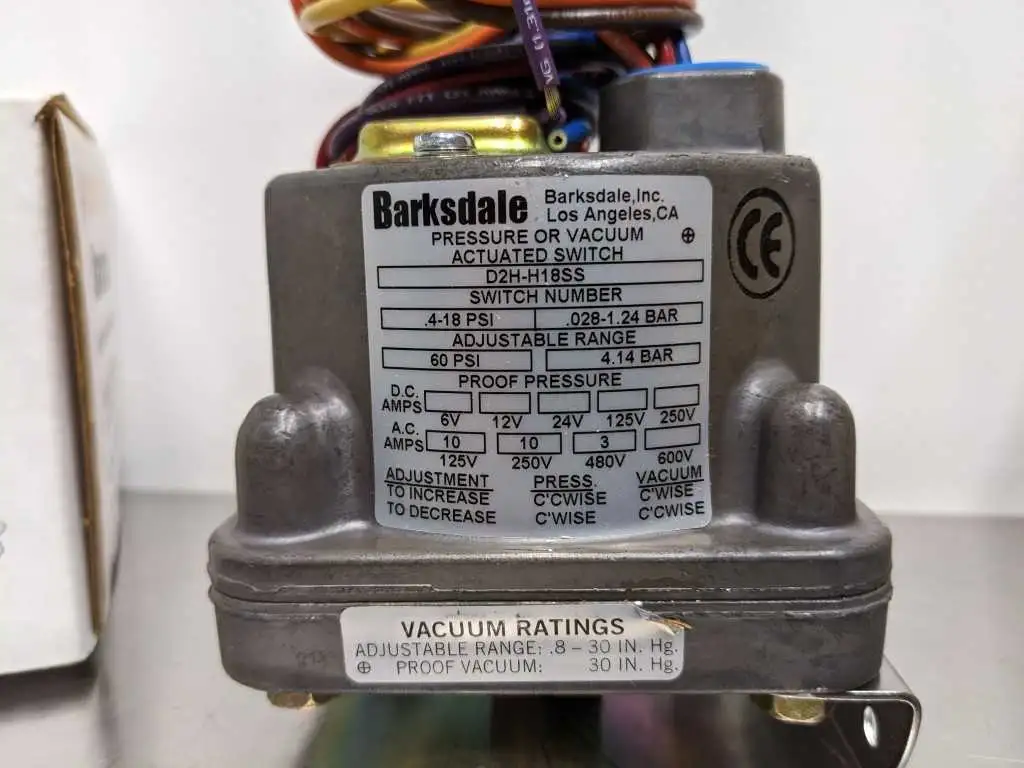 Barksdale
Barksdale,Inc.
Los Angeles,CA
PRESSURE OR VACUUM ⊕
ACTUATED SWITCH
D2H-H18SS
SWITCH NUMBER
.4-18 PSI .028-1.24 BAR
ADJUSTABLE RANGE
60 PSI 4.14 BAR
PROOF PRESSURE
D.C.
AMPS
6V 12V 24V 125V 250V
A.C.
AMPS 10 10 3
125V 250V 480V 600V
ADJUSTMENT PRESS. VACUUM
TO INCREASE C'CWISE C'WISE
TO DECREASE C'WISE C'CWISE
CE
VACUUM RATINGS
ADJUSTABLE RANGE: .8 – 30 IN. Hg.
⊕ PROOF VACUUM: 30 IN. Hg.